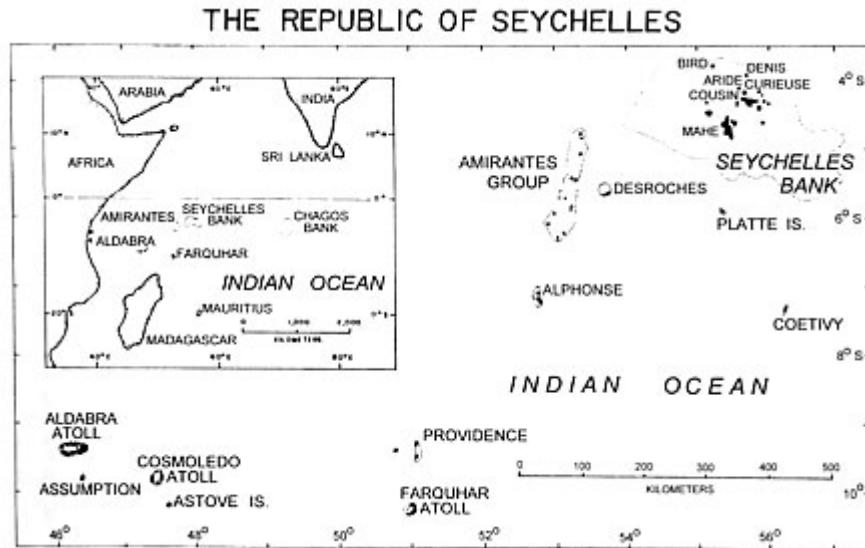 THE REPUBLIC OF SEYCHELLES
ARABIA
INDIA
AFRICA
SRI LANKA
AMIRANTES
SEYCHELLES
BANK
CHAGOS
BANK
ALDABRA
FARQUHAR
INDIAN OCEAN
MAURITIUS
MADAGASCAR
BIRD
DENIS
ARIDE
CURIEUSE
COUSIN
MAHE
SEYCHELLES
BANK
AMIRANTES
GROUP
DESROCHES
PLATTE IS.
ALPHONSE
COETIVY
INDIAN OCEAN
ALDABRA
ATOLL
COSMOLEDO
ATOLL
ASSUMPTION
ASTOVE IS.
PROVIDENCE
FARQUHAR
ATOLL
0 100 200 300 400 500
KILOMETERS
4° S
6° S
8° S
10°
46° 48° 50° 52° 54° 56°